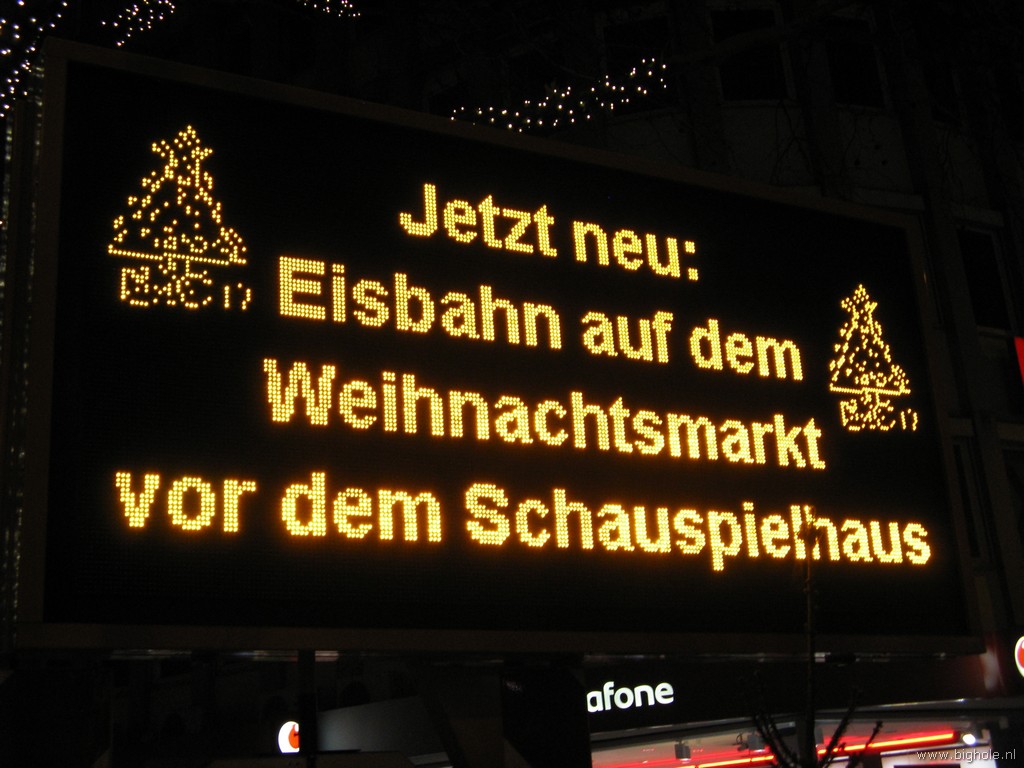 Jetzt neu:
Eisbahn auf dem
Weihnachtsmarkt
vor dem Schauspielhaus
afone
www.bighole.nl